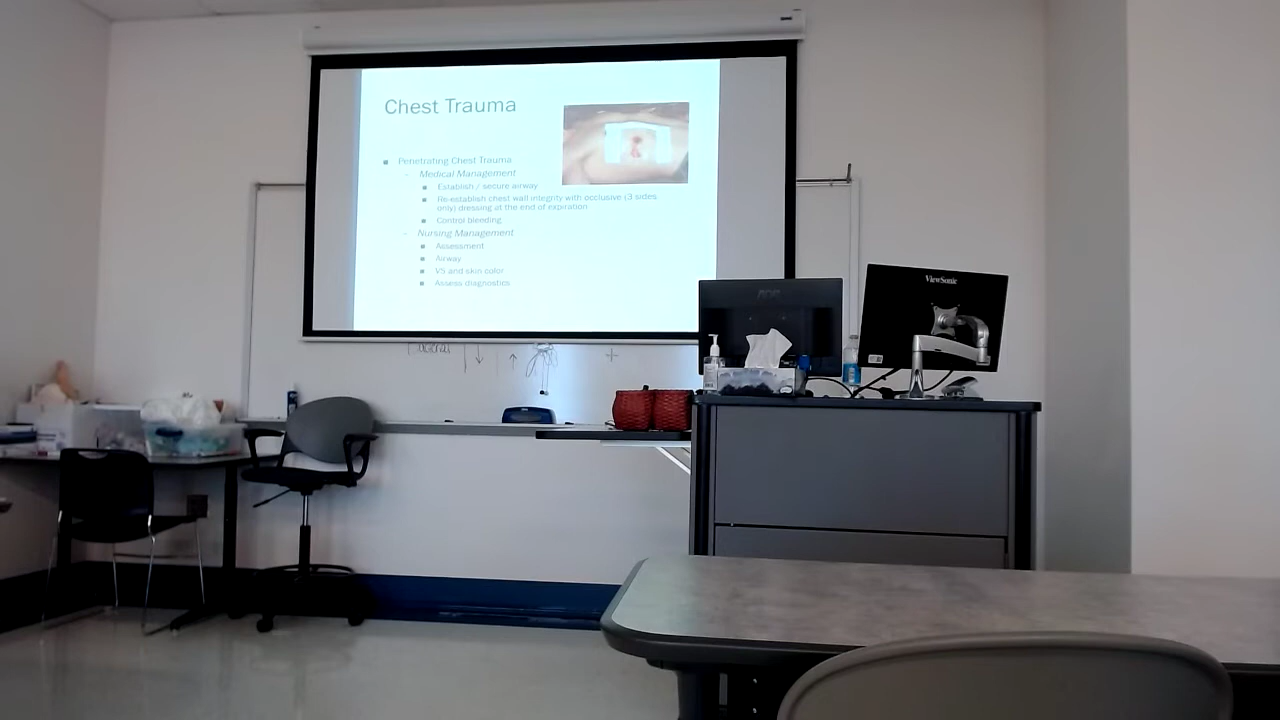 Chest Trauma
Penetrating Chest Trauma
- Medical Management
Establish / secure airway
Re-establish chest wall integrity with occlusive (3 sides
only) dressing at the end of expiration
Control bleeding
- Nursing Management
Assessment
Airway
VS and skin color
Assess diagnostics
AOC
ViewSonic